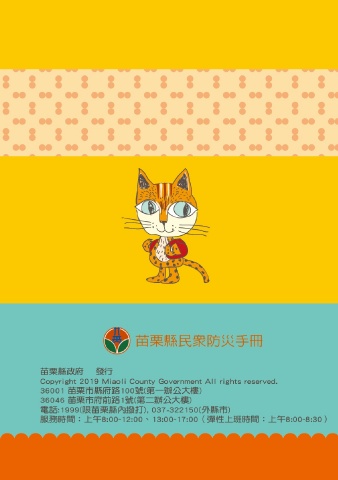 苗栗縣民眾防災手冊
苗栗縣政府 發行
Copyright 2019 Miaoli County Government All rights reserved.
36001 苗栗市縣府路100號(第一辦公大樓)
36046 苗栗市府前路1號(第二辦公大樓)
電話:1999(限苗栗縣內撥打), 037-322150(外縣市)
服務時間：上午8:00-12:00、13:00-17:00（彈性上班時間：上午8:00-8:30）